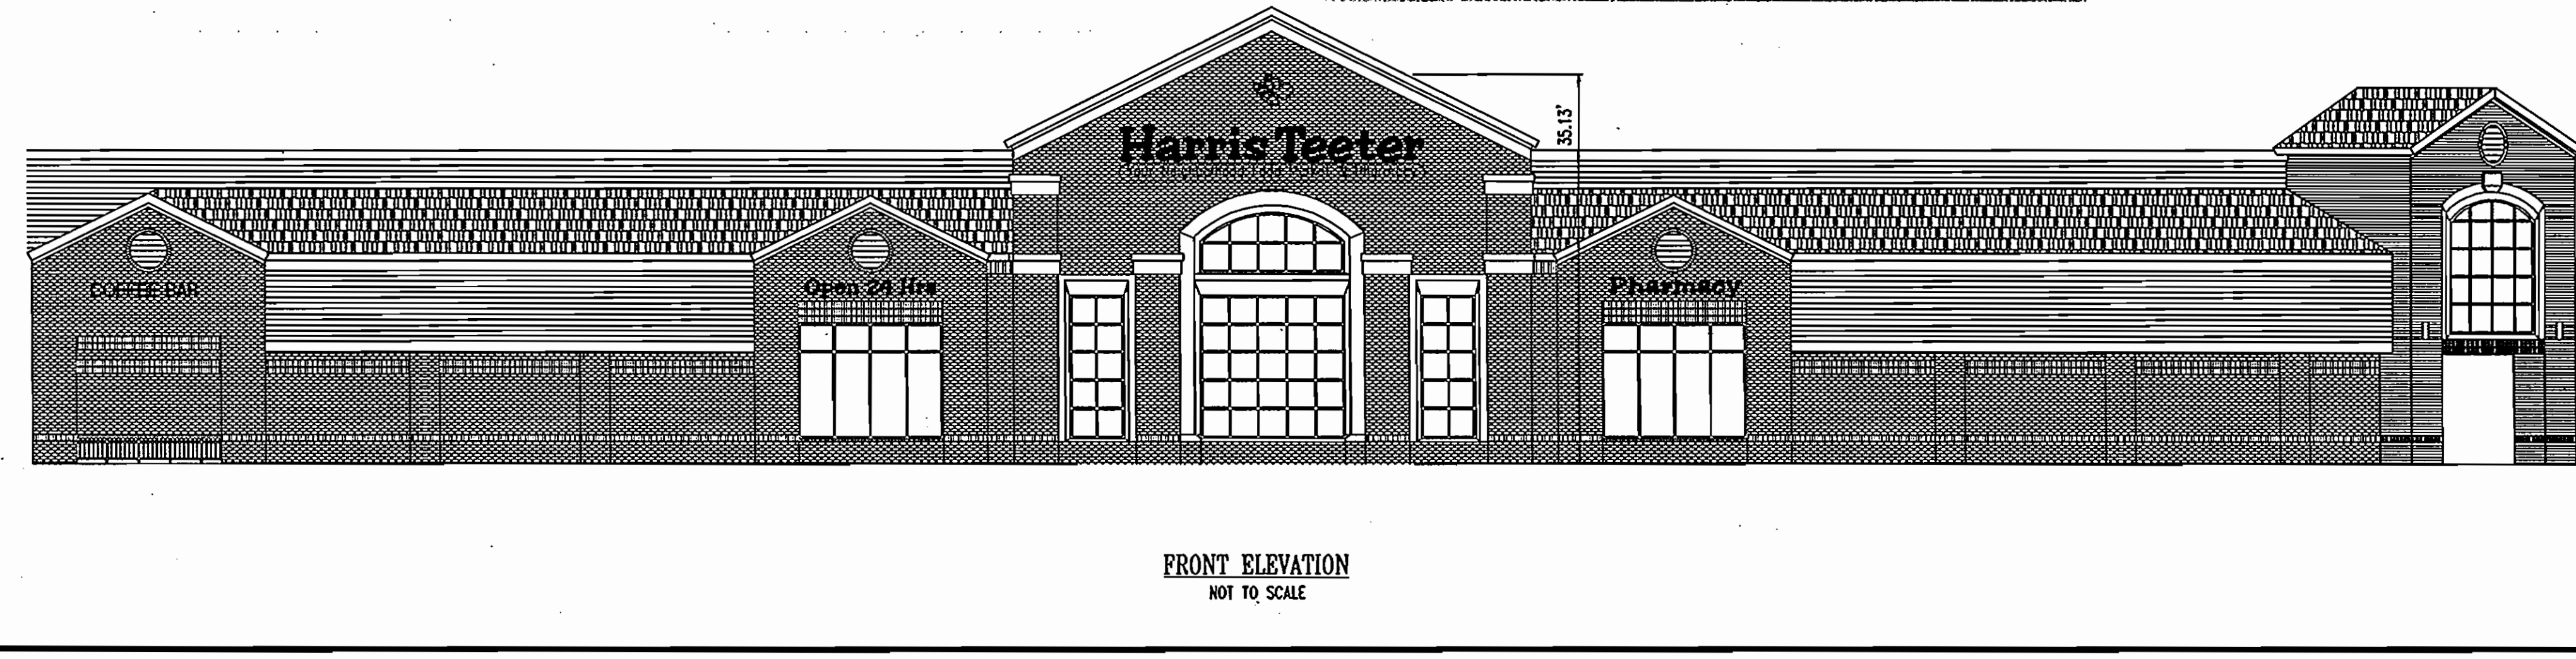 35.13'
Harris Teeter
COFFEE BAR
Open 24 Hrs
Pharmacy
FRONT ELEVATION
NOT TO SCALE